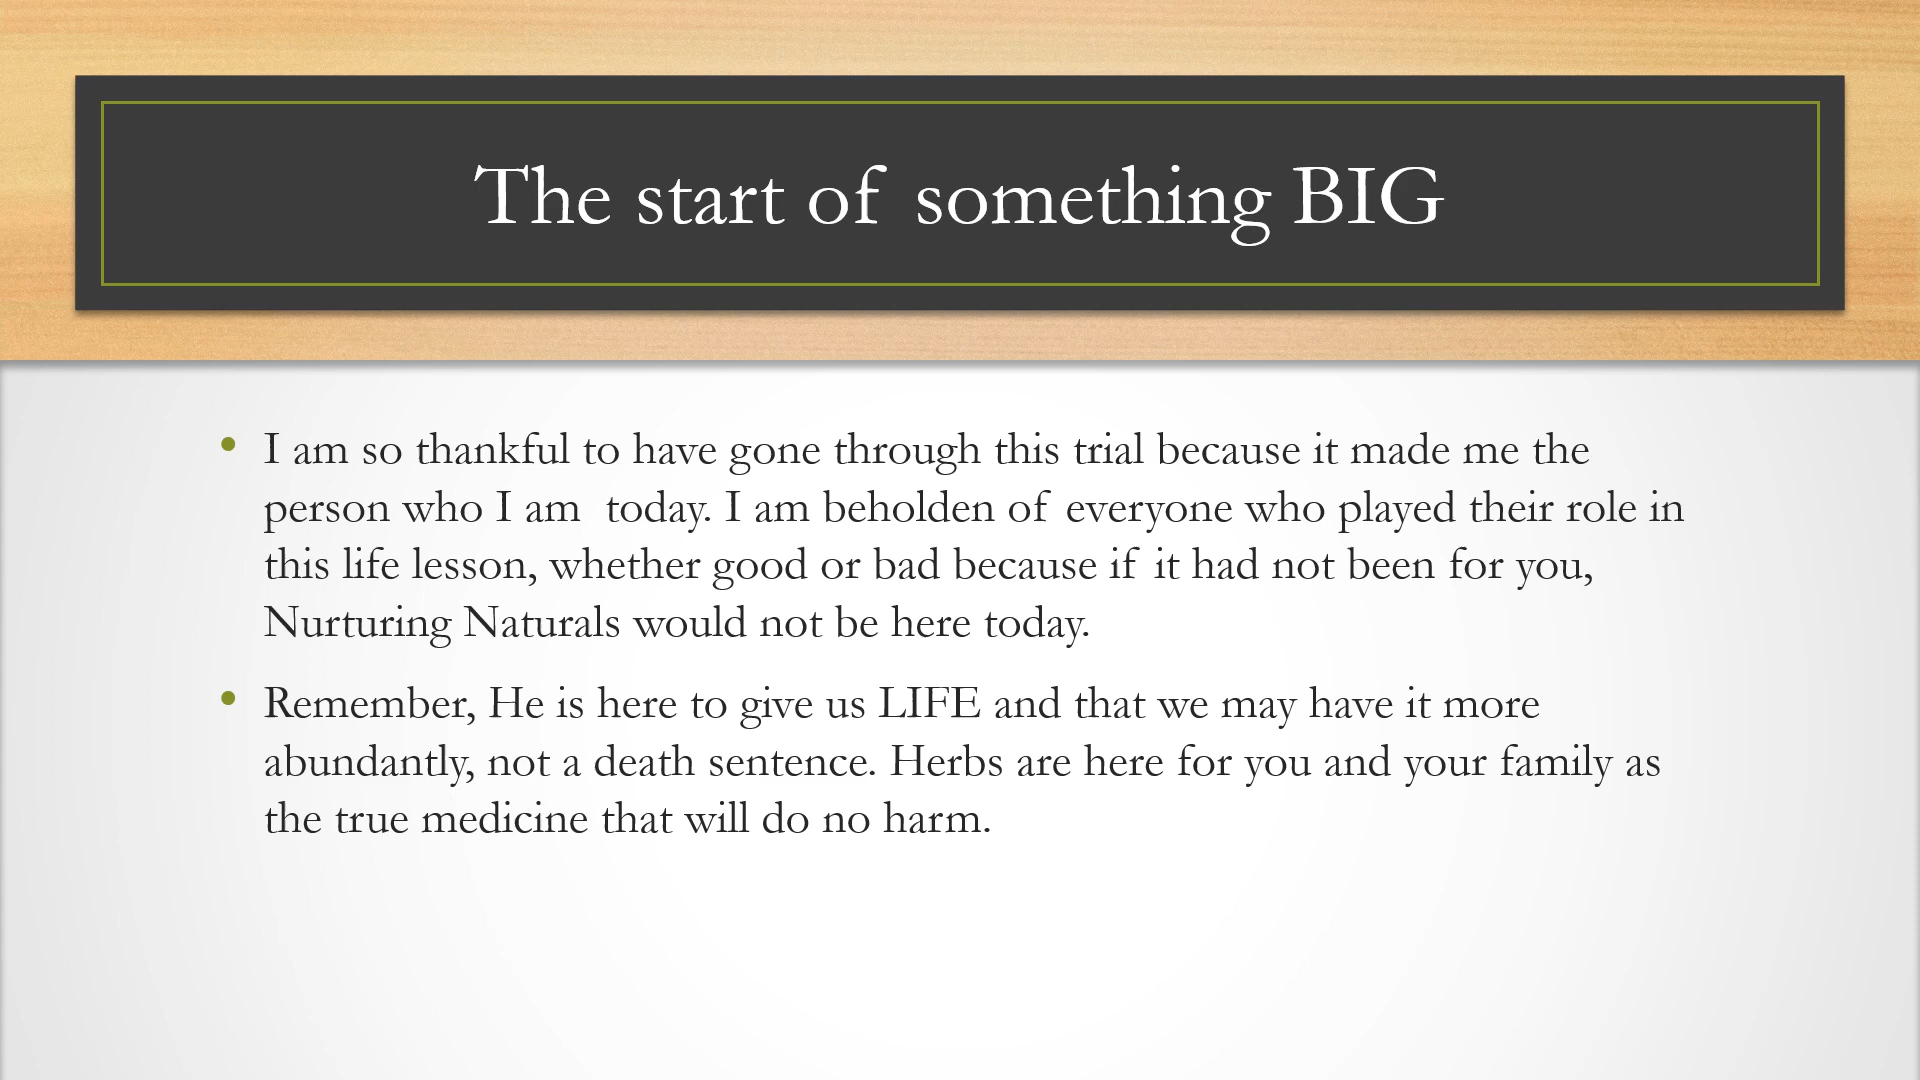 The start of something BIG
• I am so thankful to have gone through this trial because it made me the
person who I am  today. I am beholden of everyone who played their role in
this life lesson, whether good or bad because if it had not been for you,
Nurturing Naturals would not be here today.
• Remember, He is here to give us LIFE and that we may have it more
abundantly, not a death sentence. Herbs are here for you and your family as
the true medicine that will do no harm.